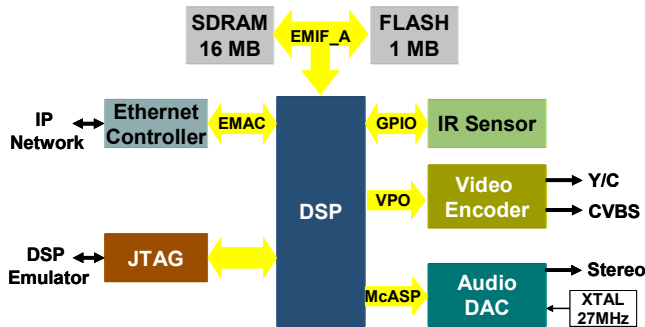 SDRAM
16 MB
EMIF_A
FLASH
1 MB
IP
Network
Ethernet
Controller
EMAC
DSP
GPIO
IR Sensor
VPO
Video
Encoder
Y/C
CVBS
DSP
Emulator
JTAG
McASP
Audio
DAC
Stereo
XTAL
27MHz